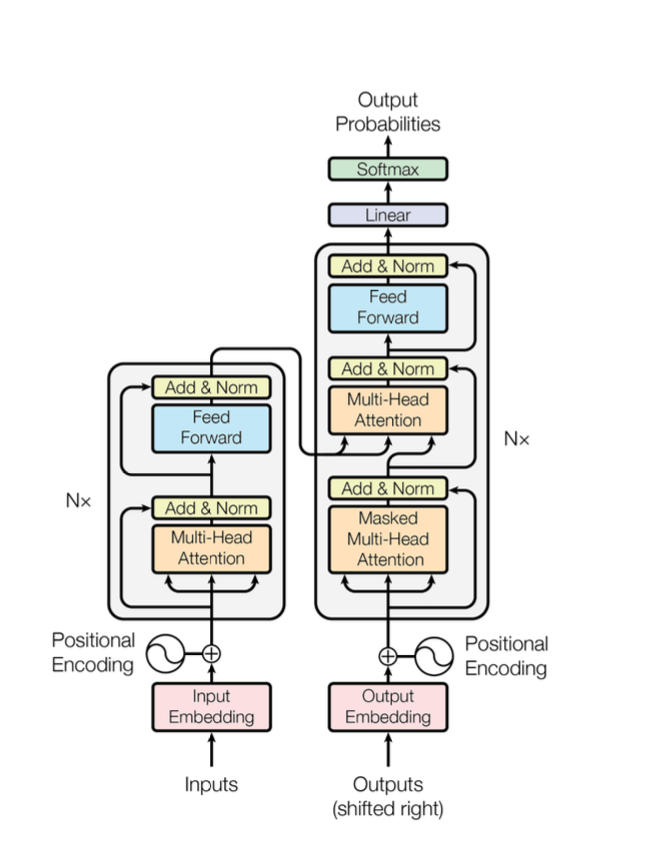 Output
Probabilities
Softmax
Linear
Add & Norm
Feed
Forward
Add & Norm
Multi-Head
Attention
Add & Norm
Masked
Multi-Head
Attention
Nx
Positional
Encoding
Output
Embedding
Outputs
(shifted right)
Add & Norm
Feed
Forward
Add & Norm
Multi-Head
Attention
Nx
Positional
Encoding
Input
Embedding
Inputs